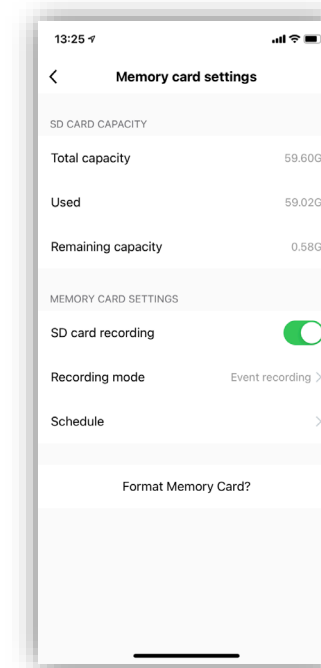 13:25
Memory card settings
SD CARD CAPACITY
Total capacity 59.60G
Used 59.02G
Remaining capacity 0.58G
MEMORY CARD SETTINGS
SD card recording
Recording mode Event recording
Schedule
Format Memory Card?